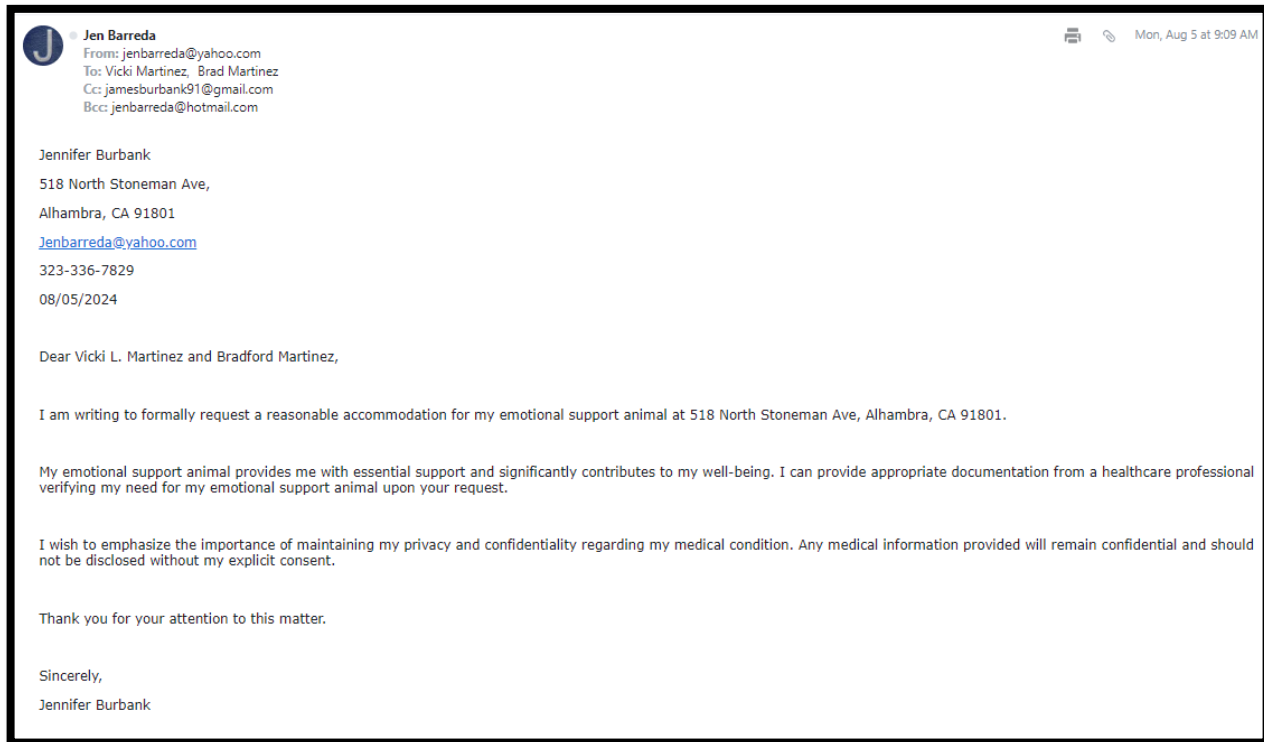 J
Jen Barreda
Mon, Aug 5 at 9:09 AM
From: jenbarreda@yahoo.com
To: Vicki Martinez, Brad Martinez
Cc: jamesburbank91@gmail.com
Bcc: jenbarreda@hotmail.com
Jennifer Burbank
518 North Stoneman Ave,
Alhambra, CA 91801
Jenbarreda@yahoo.com
323-336-7829
08/05/2024
Dear Vicki L. Martinez and Bradford Martinez,
I am writing to formally request a reasonable accommodation for my emotional support animal at 518 North Stoneman Ave, Alhambra, CA 91801.
My emotional support animal provides me with essential support and significantly contributes to my well-being. I can provide appropriate documentation from a healthcare professional
verifying my need for my emotional support animal upon your request.
I wish to emphasize the importance of maintaining my privacy and confidentiality regarding my medical condition. Any medical information provided will remain confidential and should
not be disclosed without my explicit consent.
Thank you for your attention to this matter.
Sincerely,
Jennifer Burbank